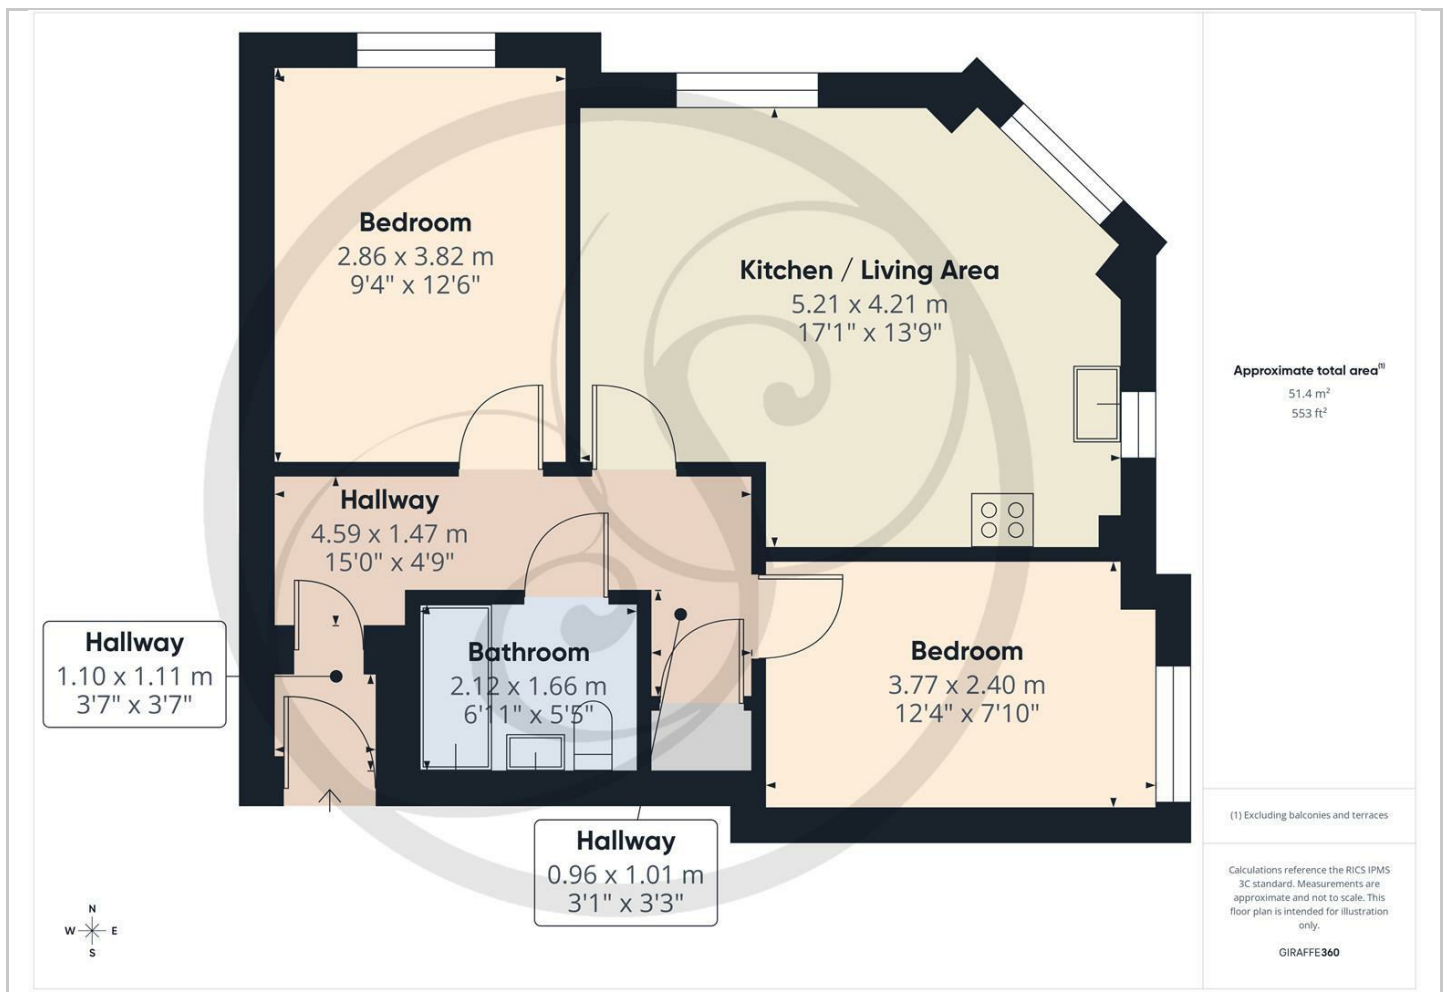 Bedroom
2.86 x 3.82 m
9'4" x 12'6"
Kitchen / Living Area
5.21 x 4.21 m
17'1" x 13'9"
Approximate total area(1)
51.4 m²
553 ft²
Hallway
4.59 x 1.47 m
15'0" x 4'9"
Hallway
1.10 x 1.11 m
3'7" x 3'7"
Bathroom
2.12 x 1.66 m
6'11" x 5'5"
Bedroom
3.77 x 2.40 m
12'4" x 7'10"
Hallway
0.96 x 1.01 m
3'1" x 3'3"
(1) Excluding balconies and terraces
Calculations reference the RICS IPMS
3C standard. Measurements are
approximate and not to scale. This
floor plan is intended for illustration
only.
GIRAFFE360
N
W E
S